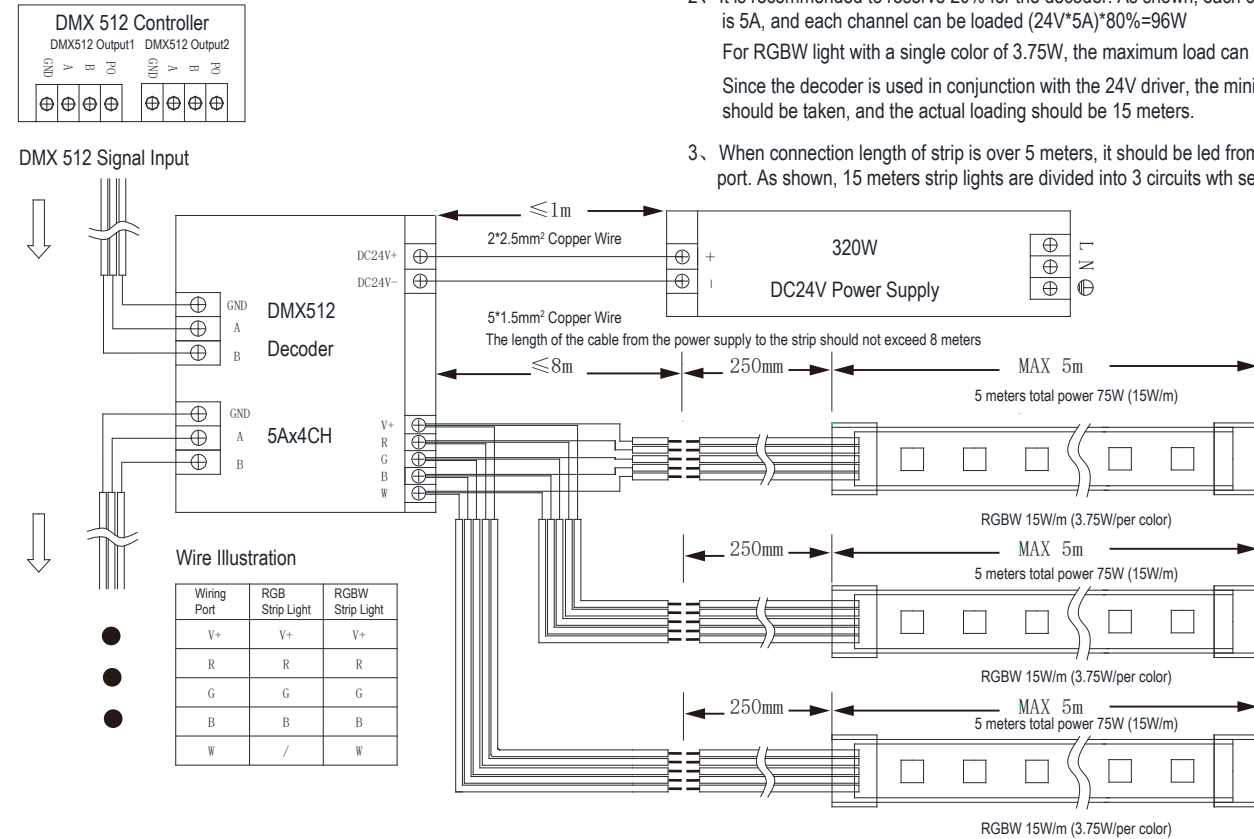 DMX 512 Controller
DMX512 Output1 DMX512 Output2
GND A B PO GND A B PO
is 5A, and each channel can be loaded (24V*5A)*80%=96W
For RGBW light with a single color of 3.75W, the maximum load can
Since the decoder is used in conjunction with the 24V driver, the
should be taken, and the actual loading should be 15 meters.
3、When connection length of strip is over 5 meters, it should be led from
port. As shown, 15 meters strip lights are divided into 3 circuits wth
DMX 512 Signal Input
≤1m
2*2.5mm² Copper Wire
DC24V+
DC24V-
+
-
320W
DC24V Power Supply
L
N
GND
A
B
DMX512
Decoder
5*1.5mm² Copper Wire
The length of the cable from the power supply to the strip should not exceed 8 meters
≤8m
250mm
MAX 5m
5 meters total power 75W (15W/m)
GND
A
B
5Ax4CH
V+
R
G
B
W
RGBW 15W/m (3.75W/per color)
250mm
MAX 5m
5 meters total power 75W (15W/m)
RGBW 15W/m (3.75W/per color)
250mm
MAX 5m
5 meters total power 75W (15W/m)
RGBW 15W/m (3.75W/per color)
Wire Illustration
Wiring Port RGB Strip Light RGBW Strip Light
V+ V+ V+
R R R
G G G
B B B
W / W